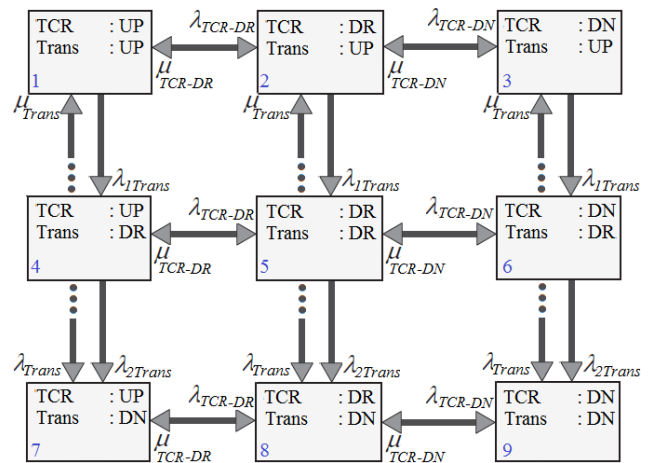 TCR : UP
Trans : UP
1
λTCR-DR
μTCR-DR
TCR : DR
Trans : UP
2
λTCR-DN
μTCR-DN
TCR : DN
Trans : UP
3
μTrans
λ1Trans
μTrans
λ1Trans
μTrans
λ1Trans
TCR : UP
Trans : DR
4
λTCR-DR
μTCR-DR
TCR : DR
Trans : DR
5
λTCR-DN
μTCR-DN
TCR : DN
Trans : DR
6
λTrans
λ2Trans
λTrans
λ2Trans
λTrans
λ2Trans
TCR : UP
Trans : DN
7
λTCR-DR
μTCR-DR
TCR : DR
Trans : DN
8
λTCR-DN
μTCR-DN
TCR : DN
Trans : DN
9